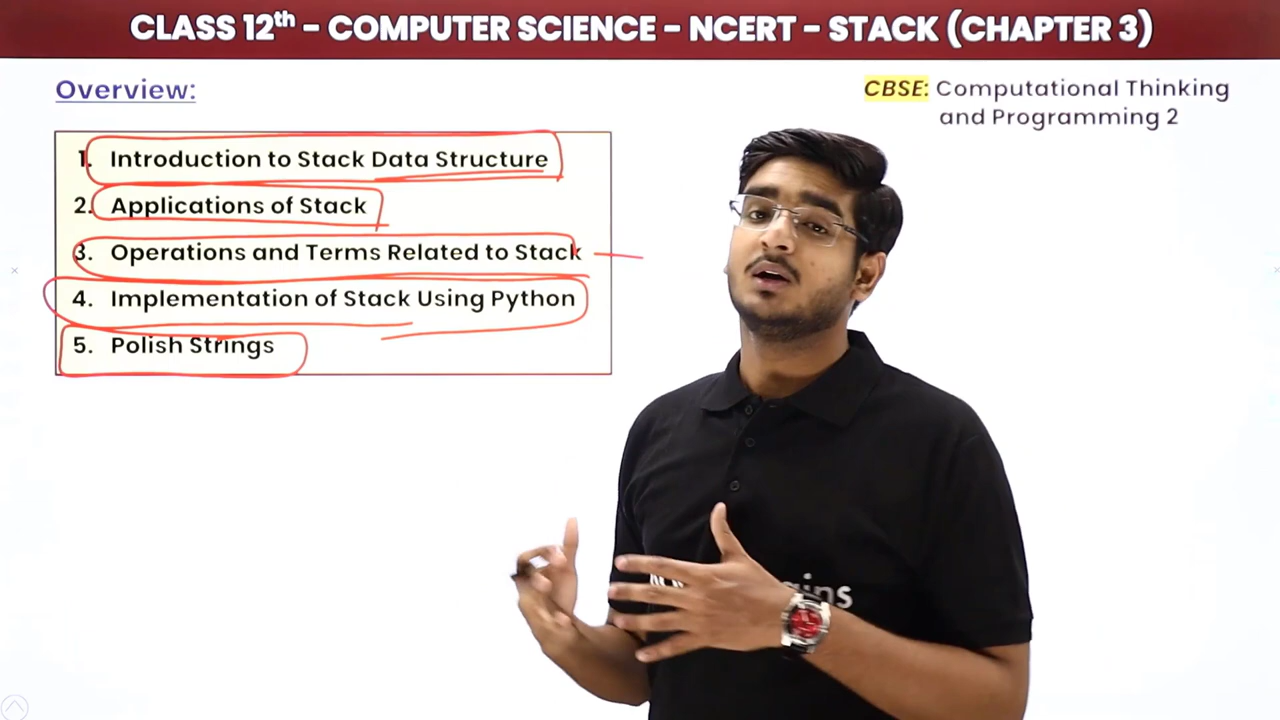 CLASS 12th - COMPUTER SCIENCE - NCERT - STACK (CHAPTER 3)
Overview:
CBSE: Computational Thinking
and Programming 2
1. Introduction to Stack Data Structure
2. Applications of Stack
3. Operations and Terms Related to Stack
4. Implementation of Stack Using Python
5. Polish Strings